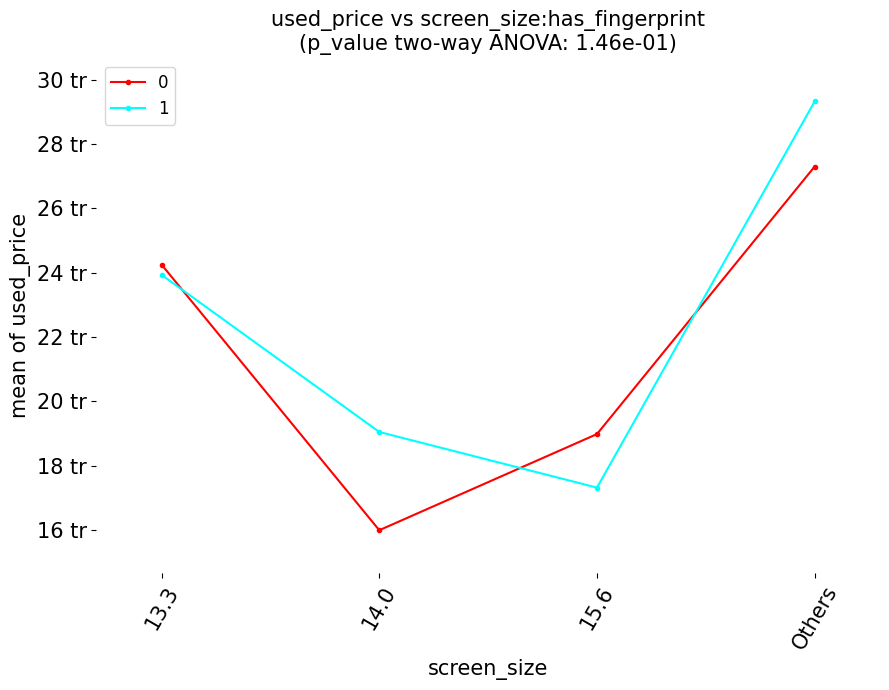 used_price vs screen_size:has_fingerprint
(p_value two-way ANOVA: 1.46e-01)
0
1
30 tr
28 tr
26 tr
24 tr
22 tr
20 tr
18 tr
16 tr
mean of used_price
13.3
14.0
15.6
Others
screen_size